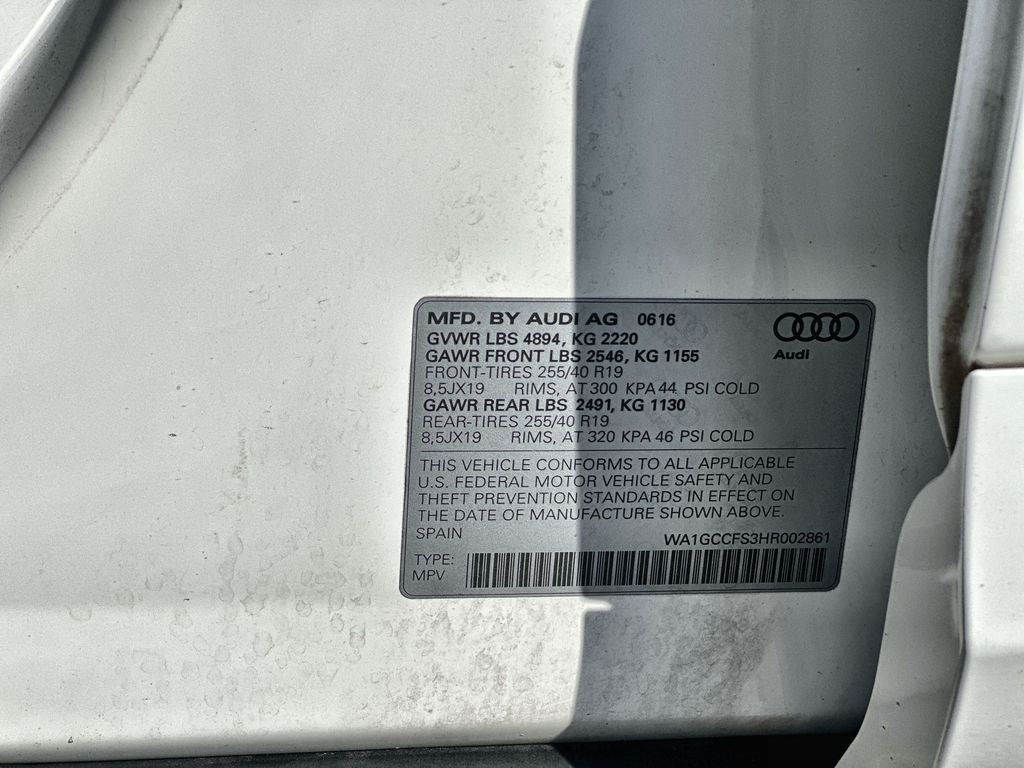 MFD. BY AUDI AG 0616
GVWR LBS 4894, KG 2220
GAWR FRONT LBS 2546, KG 1155
FRONT-TIRES 255/40 R19
8,5JX19 RIMS, AT 300 KPA 44 PSI COLD
GAWR REAR LBS 2491, KG 1130
REAR-TIRES 255/40 R19
8,5JX19 RIMS, AT 320 KPA 46 PSI COLD
Audi
THIS VEHICLE CONFORMS TO ALL APPLICABLE
U.S. FEDERAL MOTOR VEHICLE SAFETY AND
THEFT PREVENTION STANDARDS IN EFFECT ON
THE DATE OF MANUFACTURE SHOWN ABOVE.
SPAIN WA1GCCFS3HR002861
TYPE:
MPV